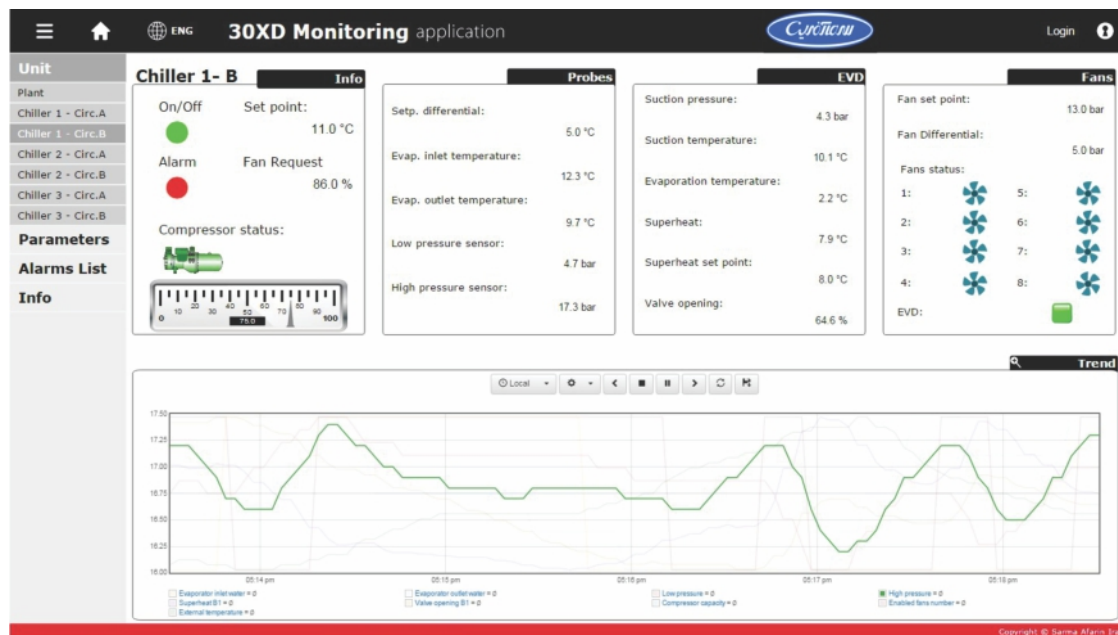 ENG
30XD Monitoring application
Login
Unit
Plant
Chiller 1 - Circ.A
Chiller 1 - Circ.B
Chiller 2 - Circ.A
Chiller 2 - Circ.B
Chiller 3 - Circ.A
Chiller 3 - Circ.B
Parameters
Alarms List
Info
Chiller 1- B
Info
On/Off
Set point:
11.0 °C
Alarm
Fan Request
86.0 %
Compressor status:
0 10 20 30 40 50 60 70 80 90 100
75.0
Probes
Setp. differential:
5.0 °C
Evap. inlet temperature:
12.3 °C
Evap. outlet temperature:
9.7 °C
Low pressure sensor:
4.7 bar
High pressure sensor:
17.3 bar
EVD
Suction pressure:
4.3 bar
Suction temperature:
10.1 °C
Evaporation temperature:
2.2 °C
Superheat:
7.9 °C
Superheat set point:
8.0 °C
Valve opening:
64.6 %
Fans
Fan set point:
13.0 bar
Fan Differential:
5.0 bar
Fans status:
1: 5:
2: 6:
3: 7:
4: 8:
EVD:
Trend
Local
17.50
17.25
17.00
16.75
16.50
16.25
16.00
05:14 pm 05:15 pm 05:16 pm 05:17 pm 05:18 pm
Evaporator inlet water = 0 Evaporator outlet water = 0 Low pressure = 0 High pressure = 0
Superheat B1 = 0 Valve opening B1 = 0 Compressor capacity = 0 Enabled fans number = 0
External temperature = 0
Copyright © Sarma Afarin